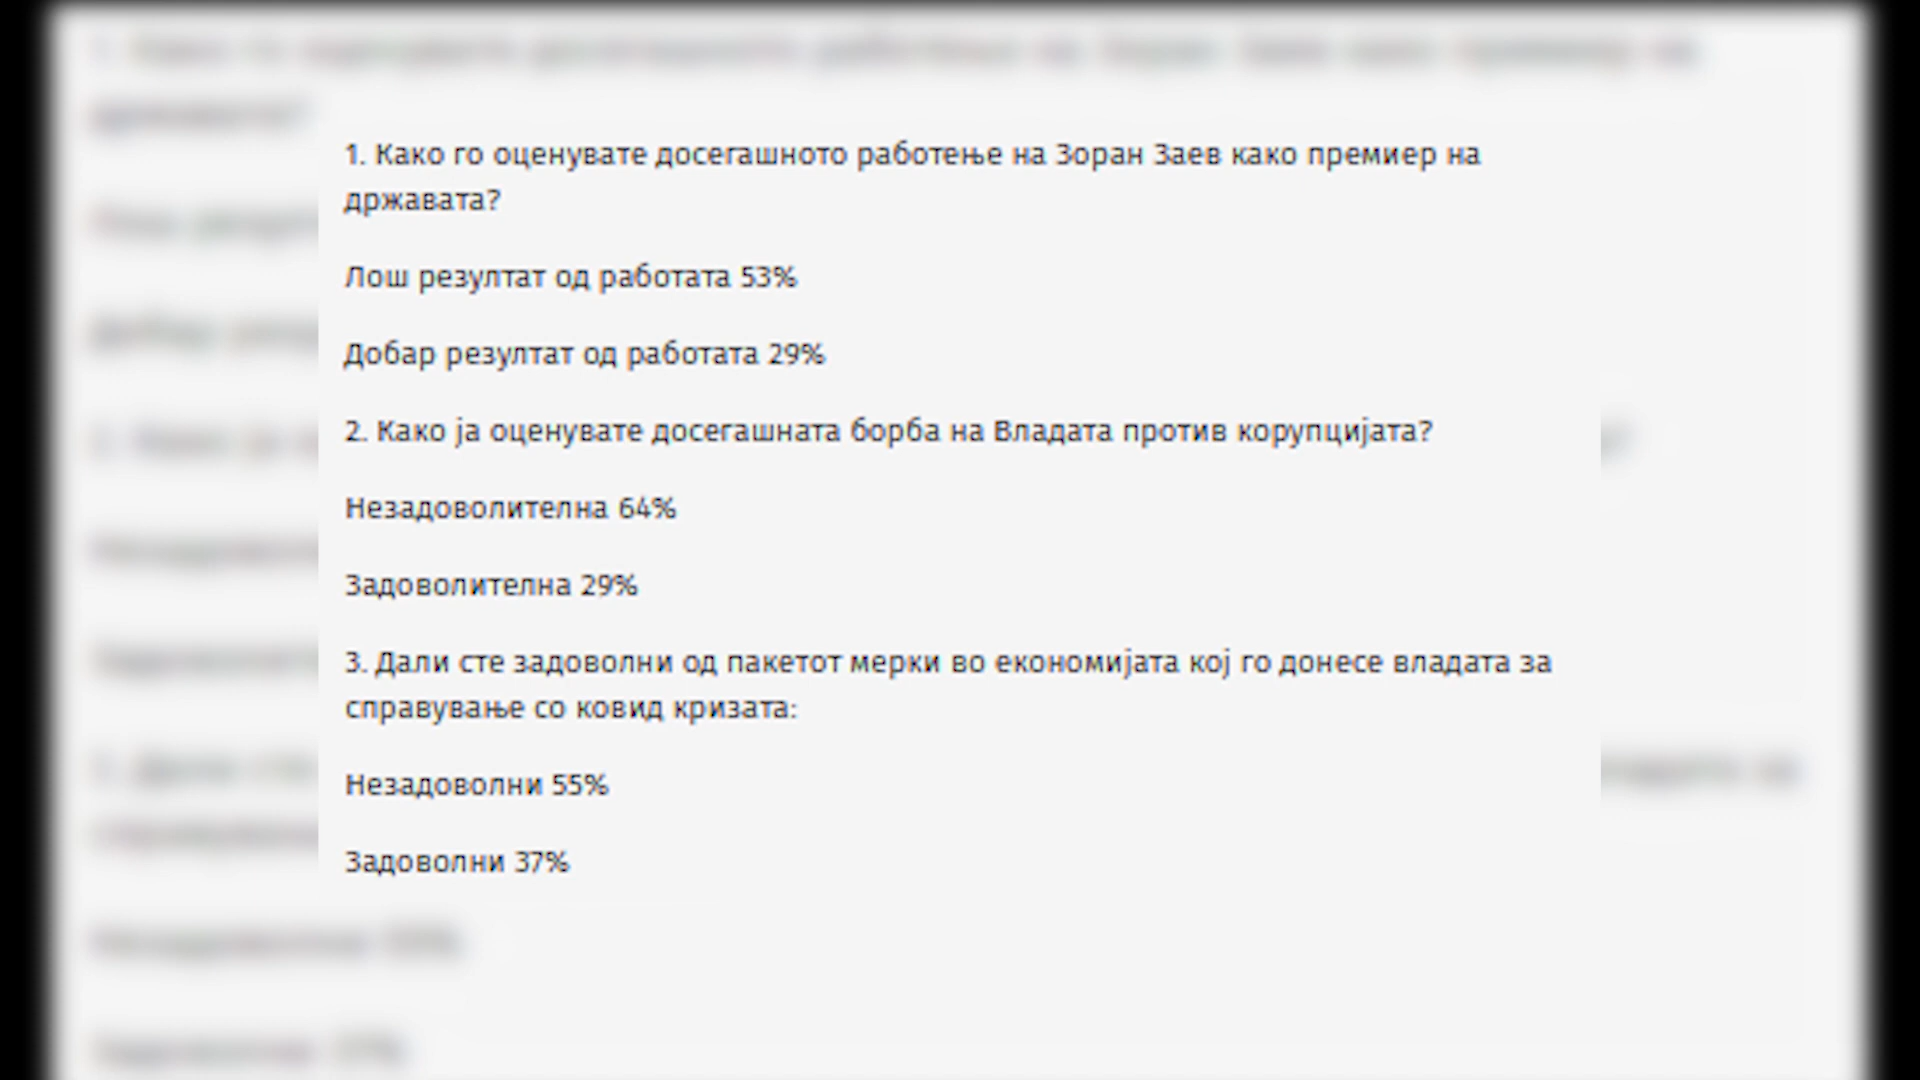 1. Како го оценувате досегашното работење на Зоран Заев како премиер на
државата?
Лош резултат од работата 53%
Добар резултат од работата 29%
2. Како ја оценувате досегашната борба на Владата против корупцијата?
Незадоволителна 64%
Задоволителна 29%
3. Дали сте задоволни од пакетот мерки во економијата кој го донесе владата за
справување со ковид кризата:
Незадоволни 55%
Задоволни 37%